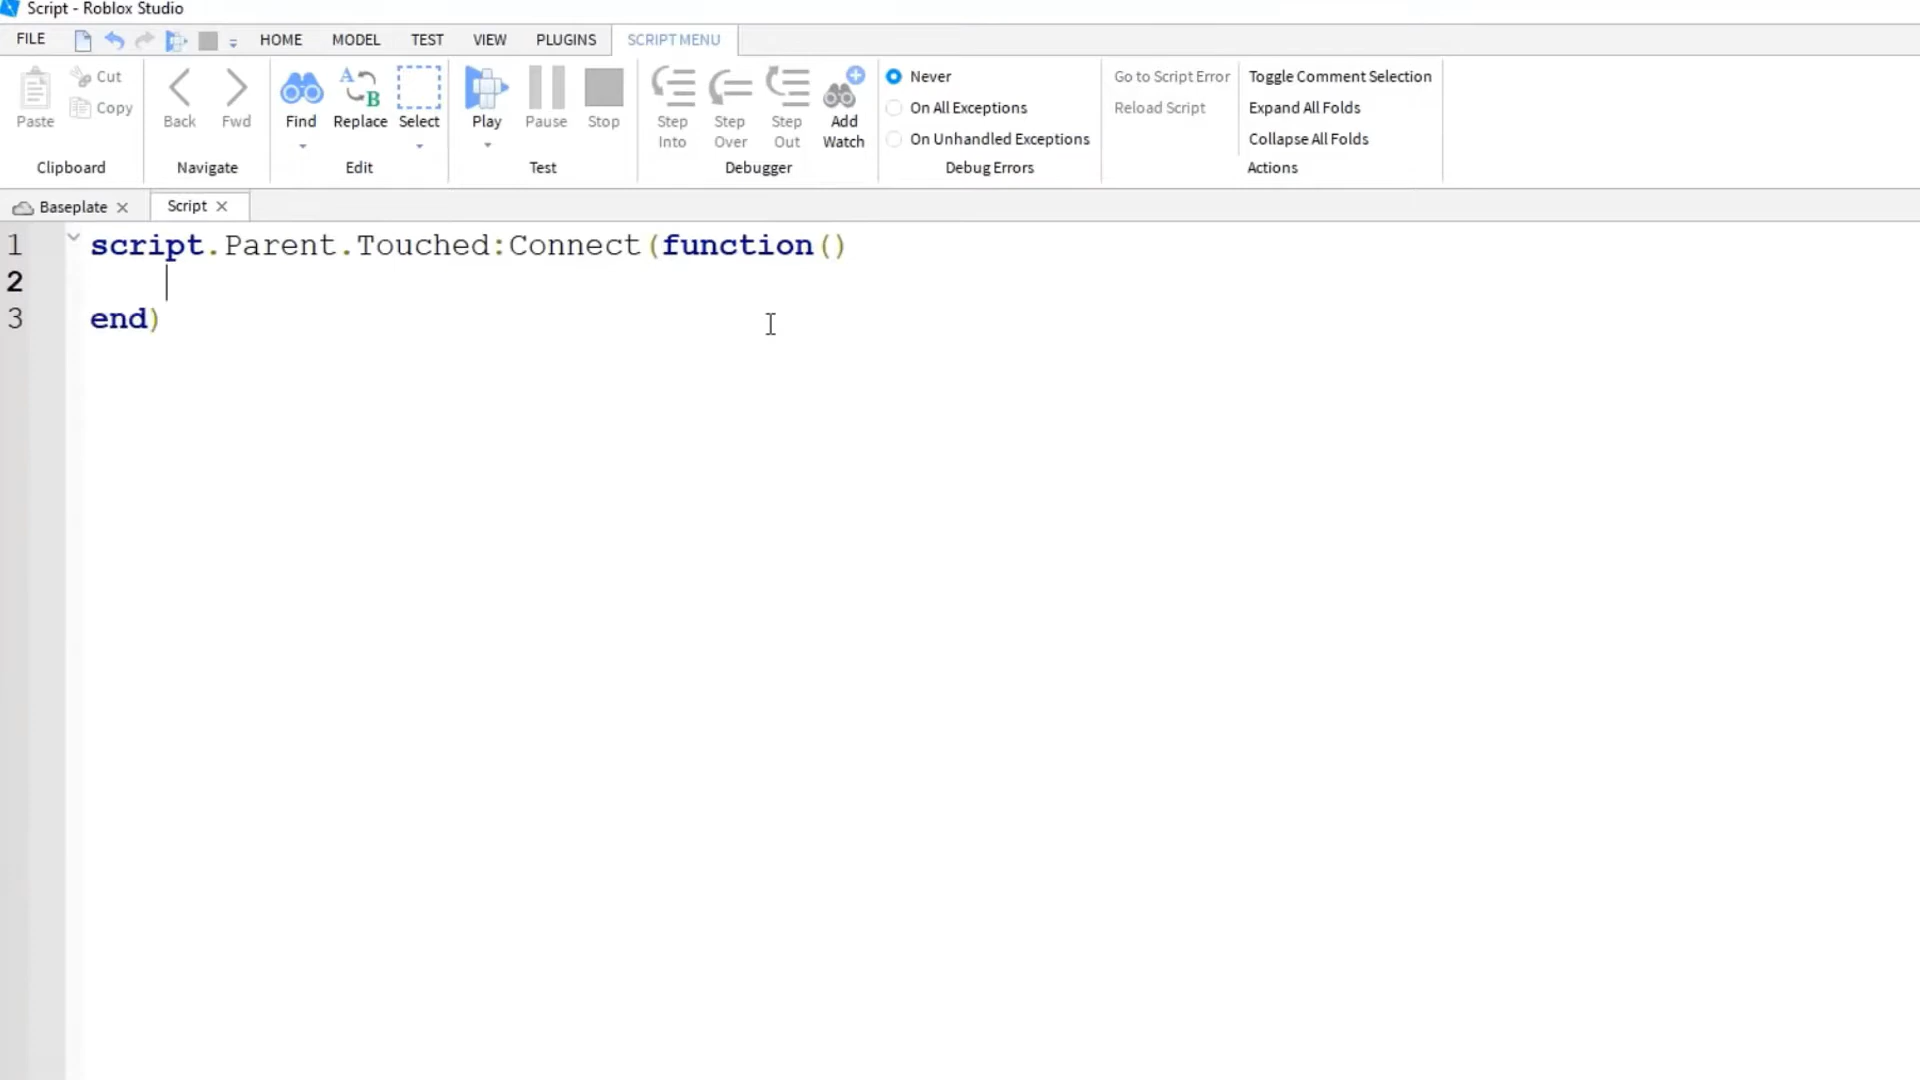 Script - Roblox Studio
FILE HOME MODEL TEST VIEW PLUGINS SCRIPT MENU
Paste Cut Copy
Clipboard
Back Fwd
Navigate
Find Replace Select
A B
Edit
Play Pause Stop
Test
Step Into Step Over Step Out Add Watch
Debugger
Never
On All Exceptions
On Unhandled Exceptions
Debug Errors
Go to Script Error
Reload Script
Toggle Comment Selection
Expand All Folds
Collapse All Folds
Actions
Baseplate Script
1 script.Parent.Touched:Connect(function()
2
3 end)